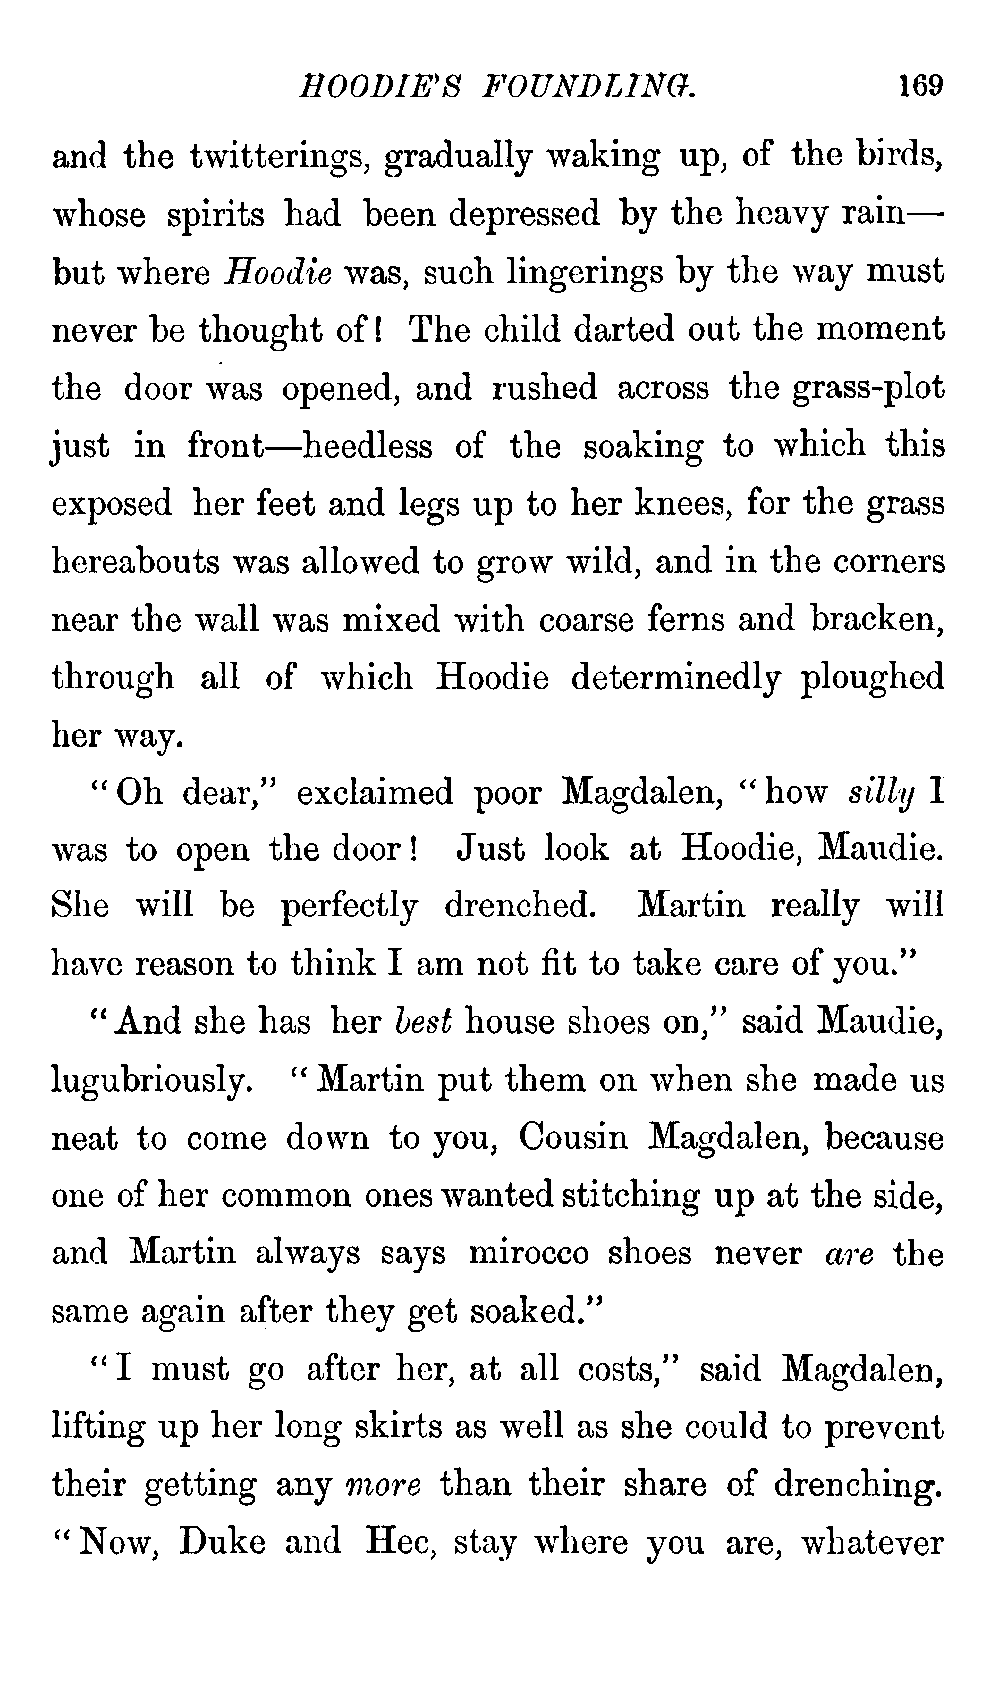 HOODIE'S FOUNDLING. 169
and the twitterings, gradually waking up, of the birds,
whose spirits had been depressed by the heavy rain—
but where Hoodie was, such lingerings by the way must
never be thought of! The child darted out the moment
the door was opened, and rushed across the grass-plot
just in front—heedless of the soaking to which this
exposed her feet and legs up to her knees, for the grass
hereabouts was allowed to grow wild, and in the corners
near the wall was mixed with coarse ferns and bracken,
through all of which Hoodie determinedly ploughed
her way.
“Oh dear,” exclaimed poor Magdalen, “how silly I
was to open the door! Just look at Hoodie, Maudie.
She will be perfectly drenched. Martin really will
have reason to think I am not fit to take care of you.”
“And she has her best house shoes on,” said Maudie,
lugubriously. “Martin put them on when she made us
neat to come down to you, Cousin Magdalen, because
one of her common ones wanted stitching up at the side,
and Martin always says mirocco shoes never are the
same again after they get soaked.”
“I must go after her, at all costs,” said Magdalen,
lifting up her long skirts as well as she could to prevent
their getting any more than their share of drenching.
“Now, Duke and Hec, stay where you are, whatever